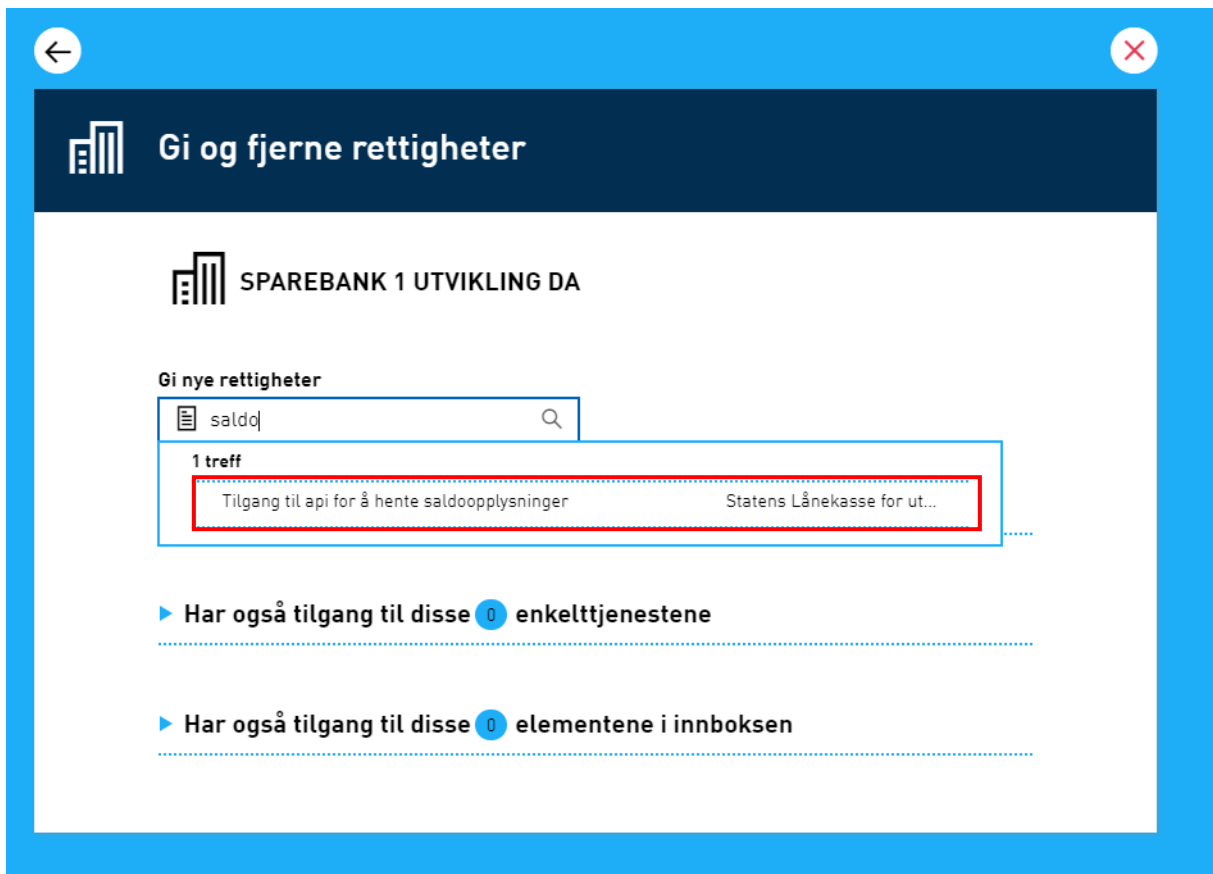 Gi og fjerne rettigheter
SPAREBANK 1 UTVIKLING DA
Gi nye rettigheter
saldo
1 treff
Tilgang til api for å hente saldoopplysninger Statens Lånekasse for ut...
Har også tilgang til disse 0 enkelttjenestene
Har også tilgang til disse 0 elementene i innboksen